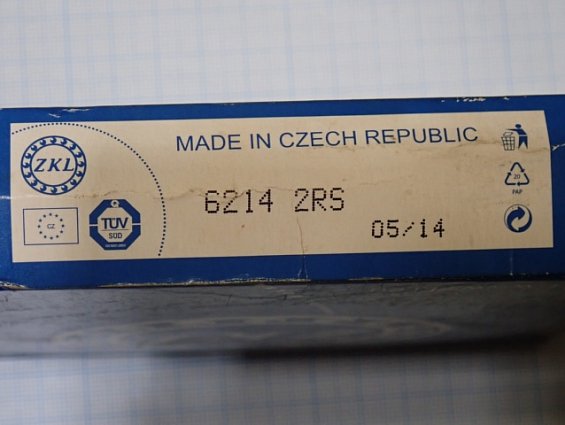 MADE IN CZECH REPUBLIC
ZKL
6214 2RS
CZ
TÜV
SÜD
05/14
20
PAP